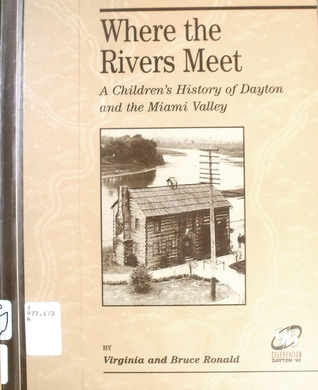 Where the
Rivers Meet
A Children's History of Dayton
and the Miami Valley
J
977.173
R
BY
Virginia and Bruce Ronald
CELEBRATION
DAYTON '96